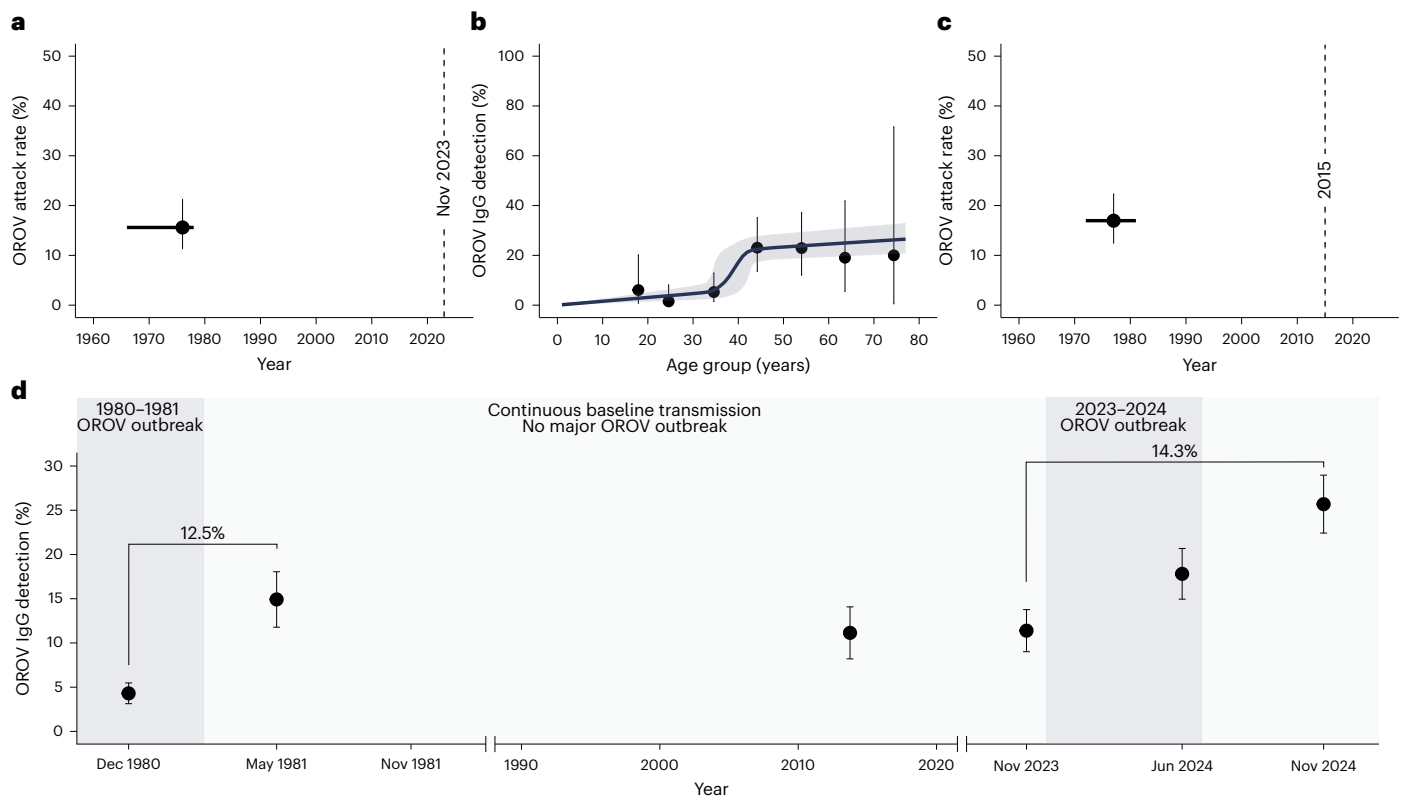 a
50
40
30
20
10
0
OROV attack rate (%)
Nov 2023
1960 1970 1980 1990 2000 2010 2020
Year
b
100
80
60
40
20
0
OROV IgG detection (%)
0 10 20 30 40 50 60 70 80
Age group (years)
c
50
40
30
20
10
0
OROV attack rate (%)
2015
1960 1970 1980 1990 2000 2010 2020
Year
d
1980–1981
OROV outbreak
Continuous baseline transmission
No major OROV outbreak
2023–2024
OROV outbreak
14.3%
12.5%
30
25
20
15
10
5
0
OROV IgG detection (%)
Dec 1980 May 1981 Nov 1981 1990 2000 2010 2020 Nov 2023 Jun 2024 Nov 2024
Year